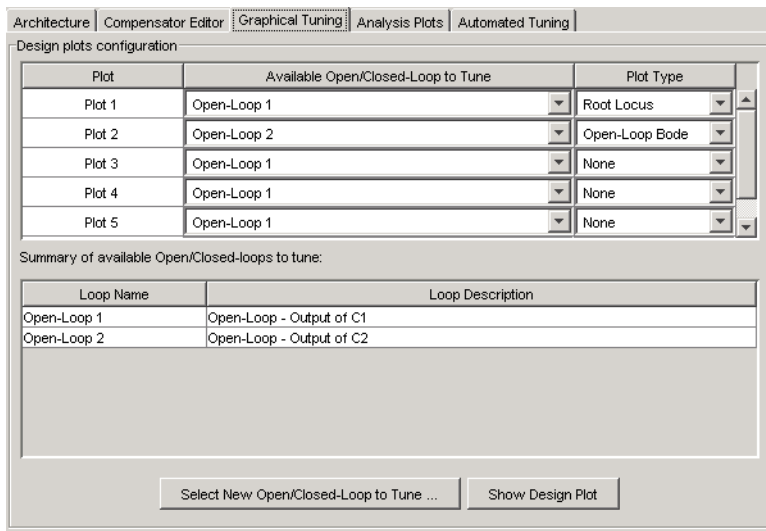 Architecture Compensator Editor Graphical Tuning Analysis Plots Automated Tuning
Design plots configuration
Plot Available Open/Closed-Loop to Tune Plot Type
Plot 1 Open-Loop 1 Root Locus
Plot 2 Open-Loop 2 Open-Loop Bode
Plot 3 Open-Loop 1 None
Plot 4 Open-Loop 1 None
Plot 5 Open-Loop 1 None
Summary of available Open/Closed-loops to tune:
Loop Name Loop Description
Open-Loop 1 Open-Loop - Output of C1
Open-Loop 2 Open-Loop - Output of C2
Select New Open/Closed-Loop to Tune ... Show Design Plot